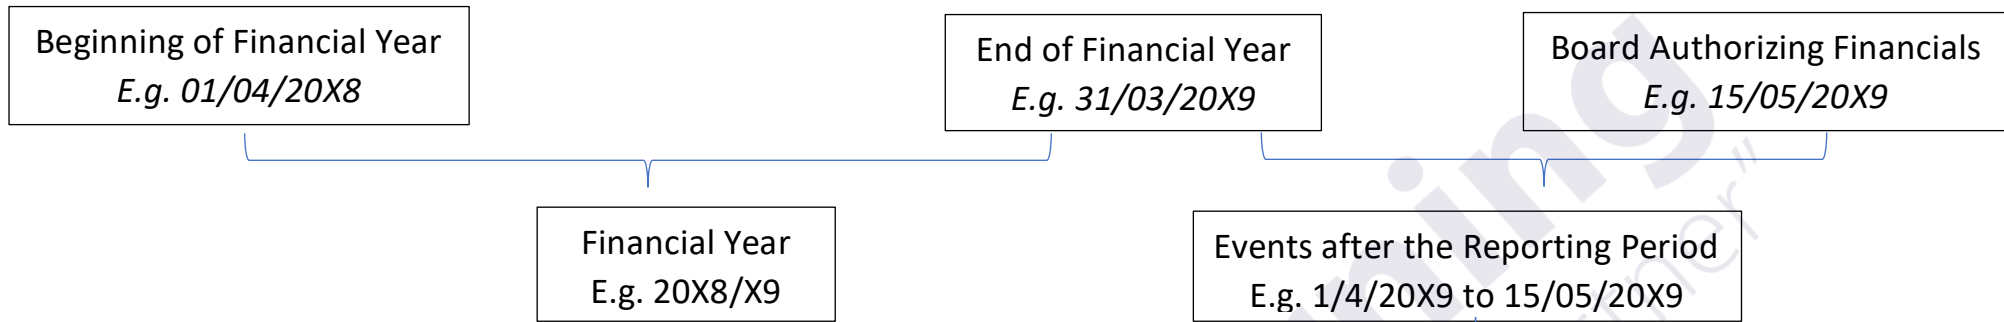 Beginning of Financial Year
E.g. 01/04/20X8
End of Financial Year
E.g. 31/03/20X9
Board Authorizing Financials
E.g. 15/05/20X9
Financial Year
E.g. 20X8/X9
Events after the Reporting Period
E.g. 1/4/20X9 to 15/05/20X9